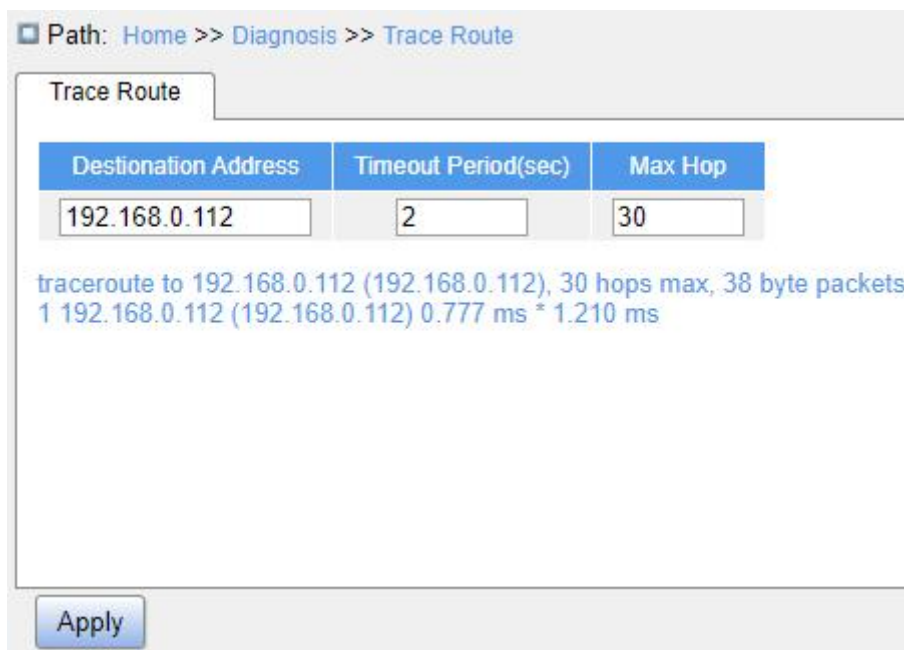 Path: Home >> Diagnosis >> Trace Route
Trace Route
Destionation Address Timeout Period(sec) Max Hop
192.168.0.112 2 30
traceroute to 192.168.0.112 (192.168.0.112), 30 hops max, 38 byte packets
1 192.168.0.112 (192.168.0.112) 0.777 ms * 1.210 ms
Apply